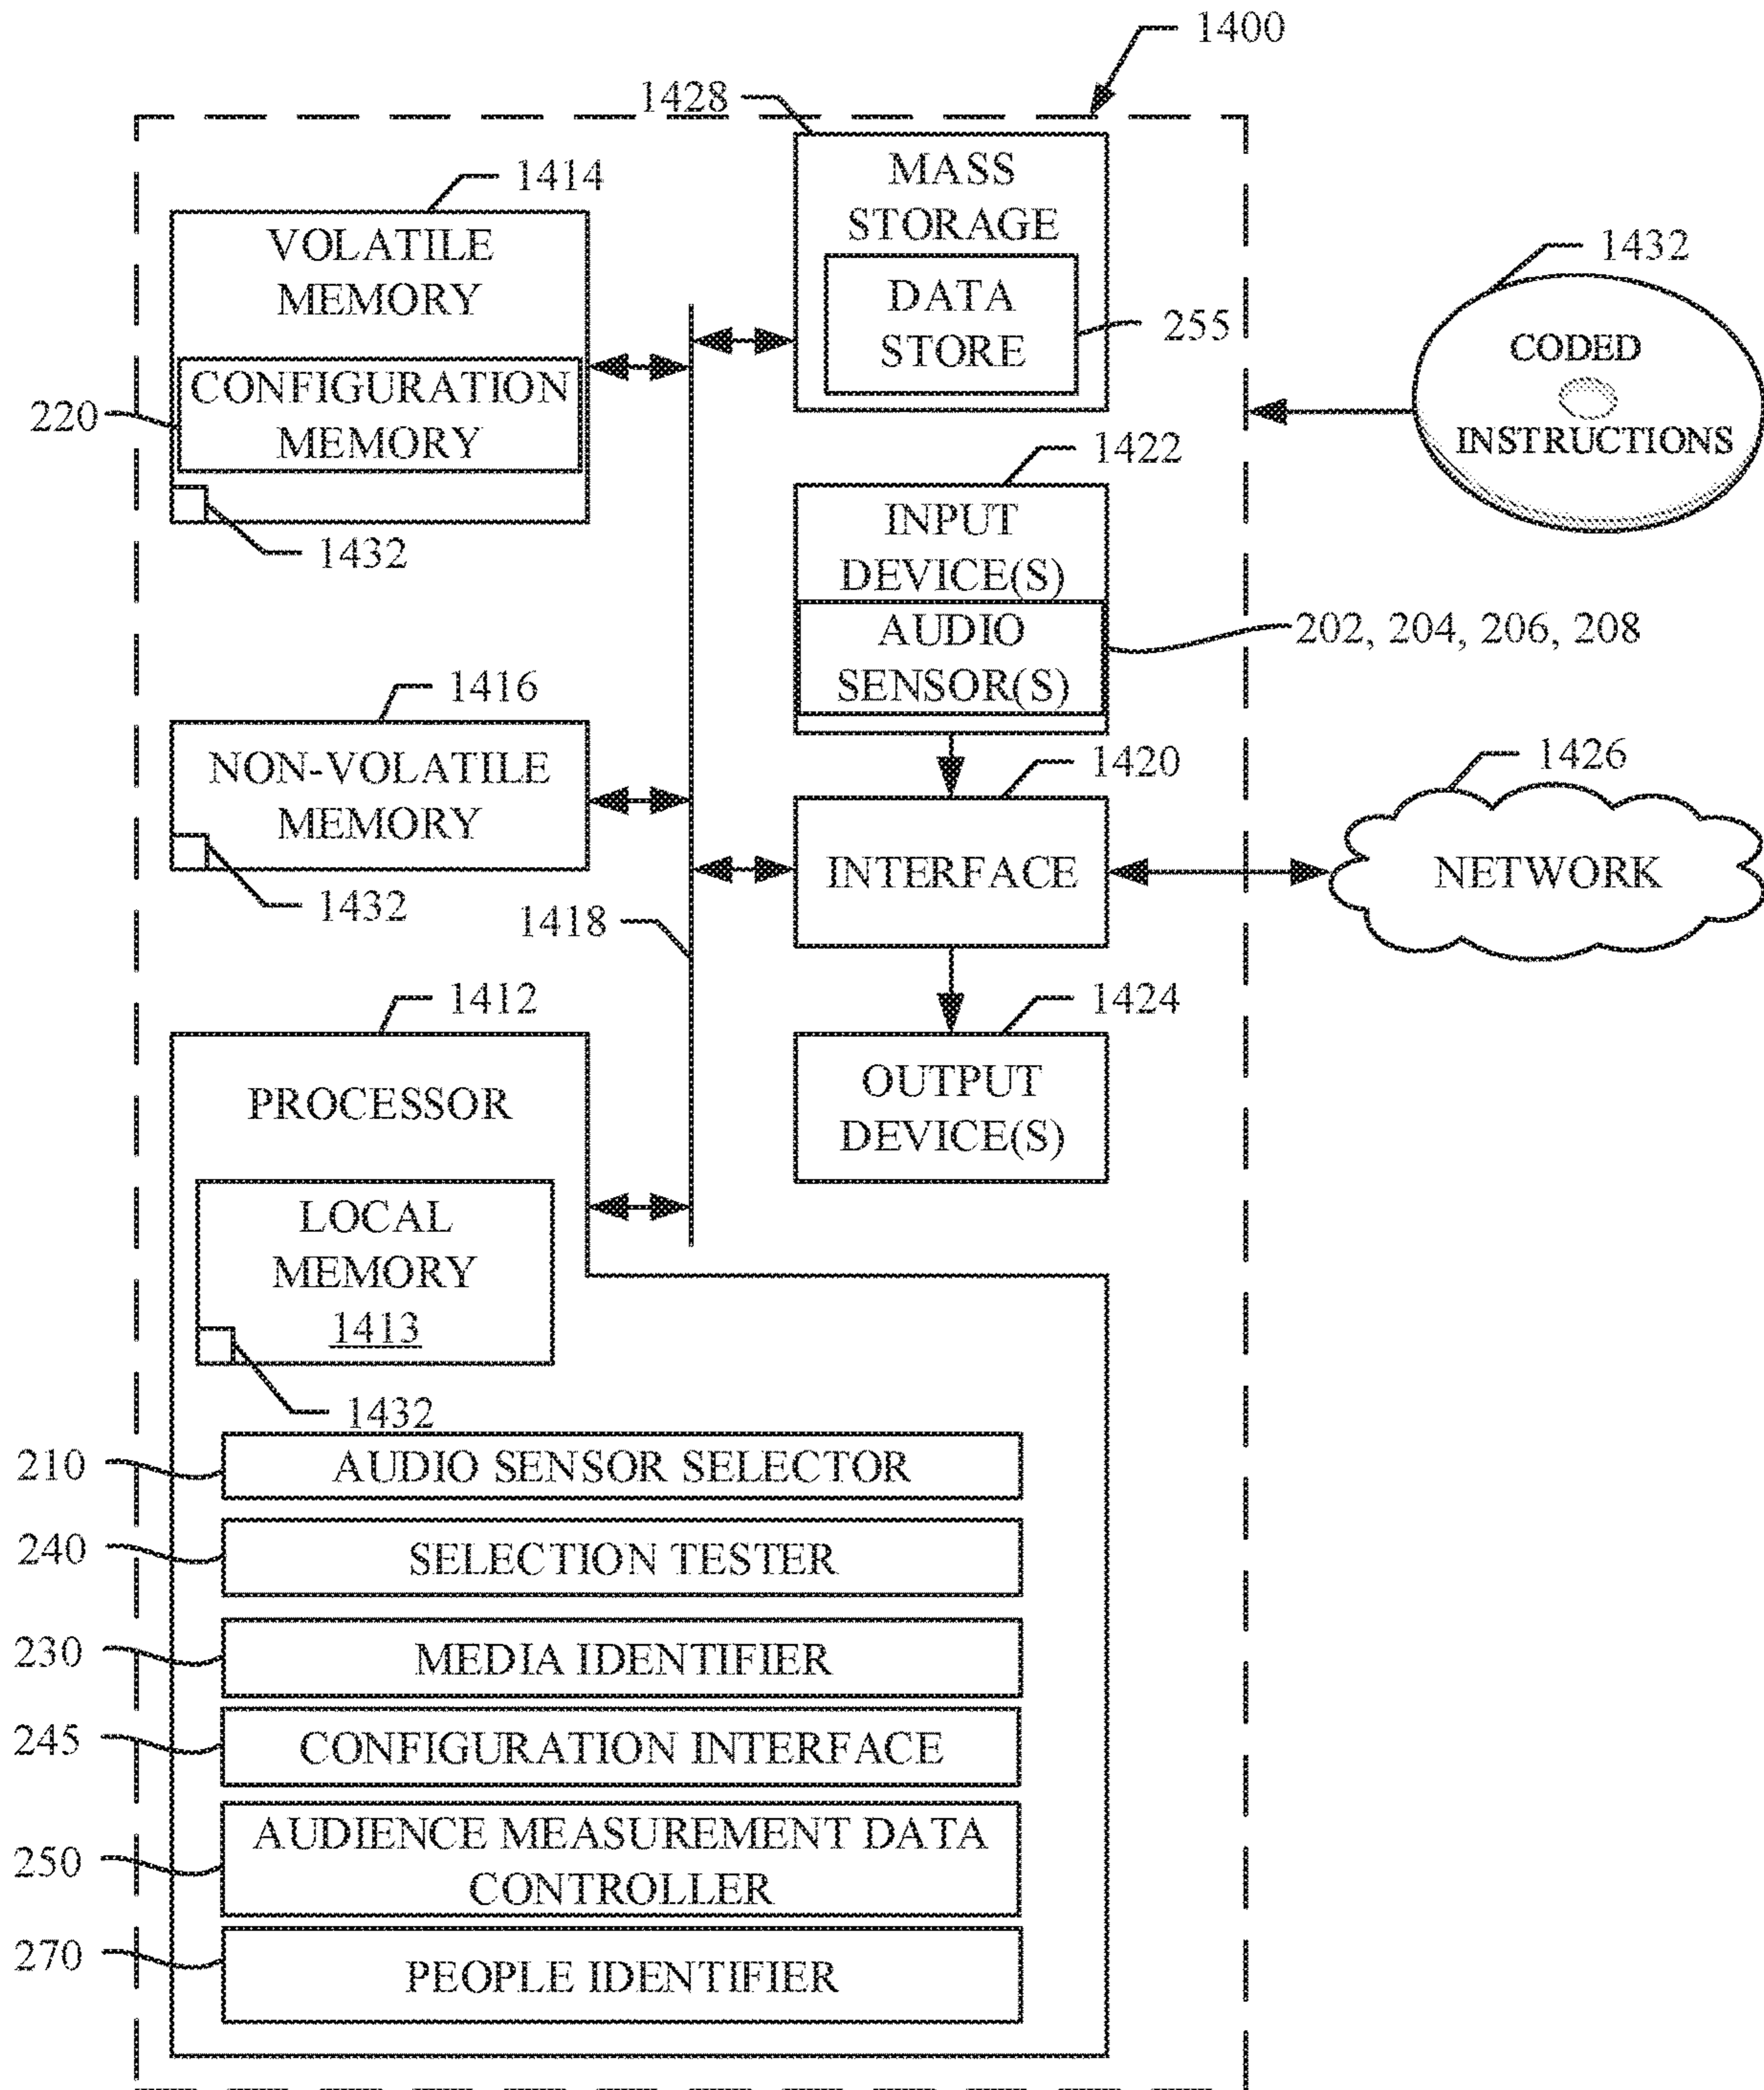 1400
1428
1414
MASS
STORAGE
VOLATILE
MEMORY
1432
DATA
STORE
255
CODED
INSTRUCTIONS
CONFIGURATION
MEMORY
220
1422
1432
INPUT
DEVICE(S)
AUDIO
SENSOR(S)
202, 204, 206, 208
1416
NON-VOLATILE
MEMORY
1420
1426
INTERFACE
NETWORK
1432
1418
1412
1424
PROCESSOR
OUTPUT
DEVICE(S)
LOCAL
MEMORY
1413
1432
210
AUDIO SENSOR SELECTOR
240
SELECTION TESTER
230
MEDIA IDENTIFIER
245
CONFIGURATION INTERFACE
250
AUDIENCE MEASUREMENT DATA
CONTROLLER
270
PEOPLE IDENTIFIER